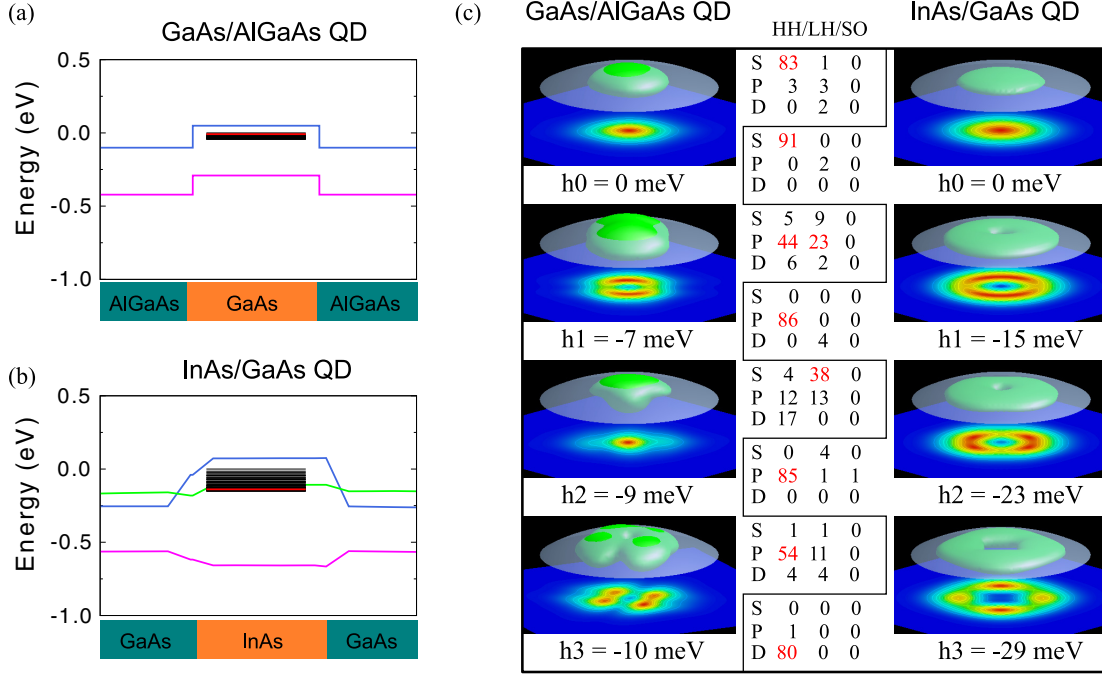 (a)
GaAs/AlGaAs QD
0.5
0.0
-0.5
-1.0
Energy (eV)
AlGaAs GaAs AlGaAs
(b)
InAs/GaAs QD
0.5
0.0
-0.5
-1.0
Energy (eV)
GaAs InAs GaAs
(c)
GaAs/AlGaAs QD
HH/LH/SO
InAs/GaAs QD
S 83 1 0
P 3 3 0
D 0 2 0
S 91 0 0
P 0 2 0
D 0 0 0
h0 = 0 meV
h0 = 0 meV
S 5 9 0
P 44 23 0
D 6 2 0
S 0 0 0
P 86 0 0
D 0 4 0
h1 = -7 meV
h1 = -15 meV
S 4 38 0
P 12 13 0
D 17 0 0
S 0 4 0
P 85 1 1
D 0 0 0
h2 = -9 meV
h2 = -23 meV
S 1 1 0
P 54 11 0
D 4 4 0
S 0 0 0
P 1 0 0
D 80 0 0
h3 = -10 meV
h3 = -29 meV